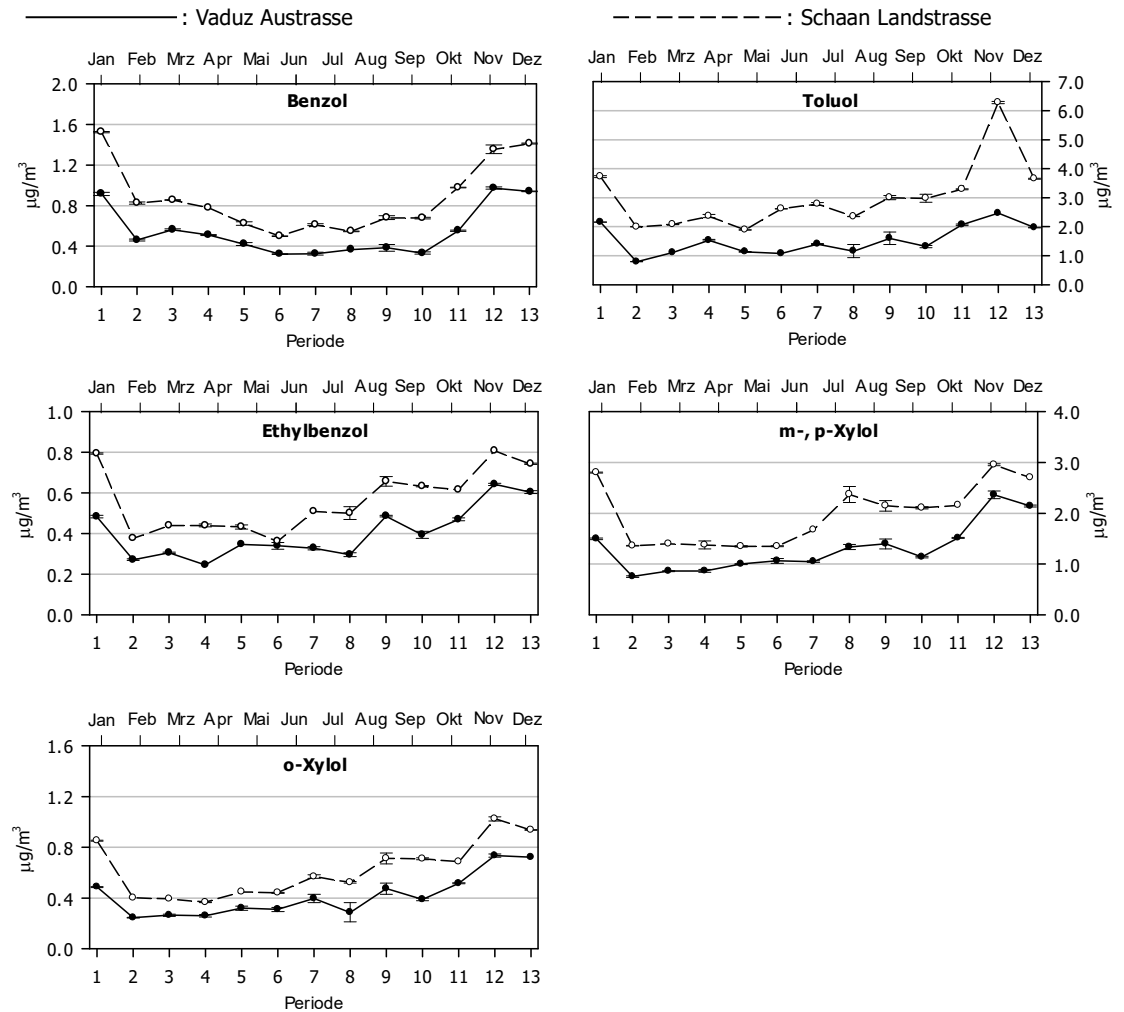 : Vaduz Austrasse
: Schaan Landstrasse
Jan Feb Mrz Apr Mai Jun Jul Aug Sep Okt Nov Dez
Benzol
2.0
1.6
1.2
0.8
0.4
0.0
µg/m³
1 2 3 4 5 6 7 8 9 10 11 12 13
Periode
Jan Feb Mrz Apr Mai Jun Jul Aug Sep Okt Nov Dez
Toluol
7.0
6.0
5.0
4.0
3.0
2.0
1.0
0.0
µg/m³
1 2 3 4 5 6 7 8 9 10 11 12 13
Periode
Jan Feb Mrz Apr Mai Jun Jul Aug Sep Okt Nov Dez
Ethylbenzol
1.0
0.8
0.6
0.4
0.2
0.0
µg/m³
1 2 3 4 5 6 7 8 9 10 11 12 13
Periode
Jan Feb Mrz Apr Mai Jun Jul Aug Sep Okt Nov Dez
m-, p-Xylol
4.0
3.0
2.0
1.0
0.0
µg/m³
1 2 3 4 5 6 7 8 9 10 11 12 13
Periode
Jan Feb Mrz Apr Mai Jun Jul Aug Sep Okt Nov Dez
o-Xylol
1.6
1.2
0.8
0.4
0.0
µg/m³
1 2 3 4 5 6 7 8 9 10 11 12 13
Periode